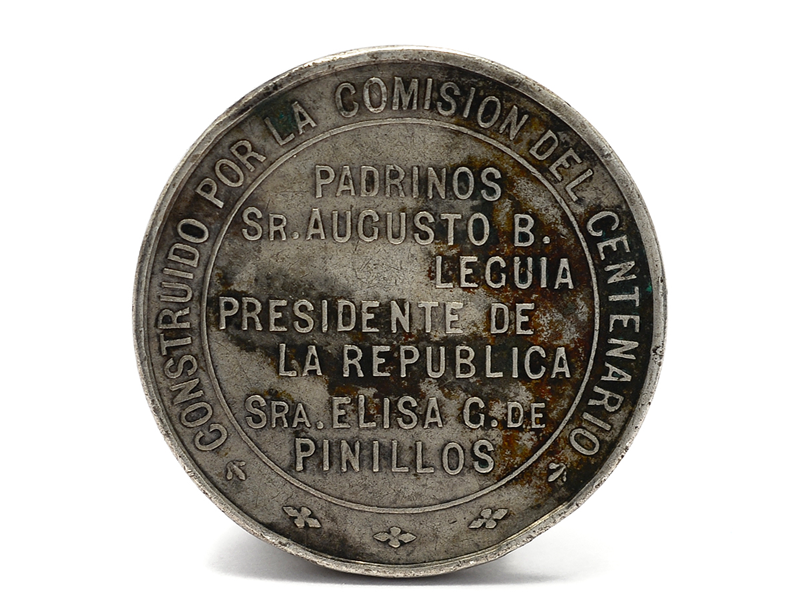 CONSTRUIDO POR LA COMISION DEL CENTENARIO
PADRINOS
SR. AUGUSTO B.
LEGUIA
PRESIDENTE DE
LA REPUBLICA
SRA. ELISA G. DE
PINILLOS